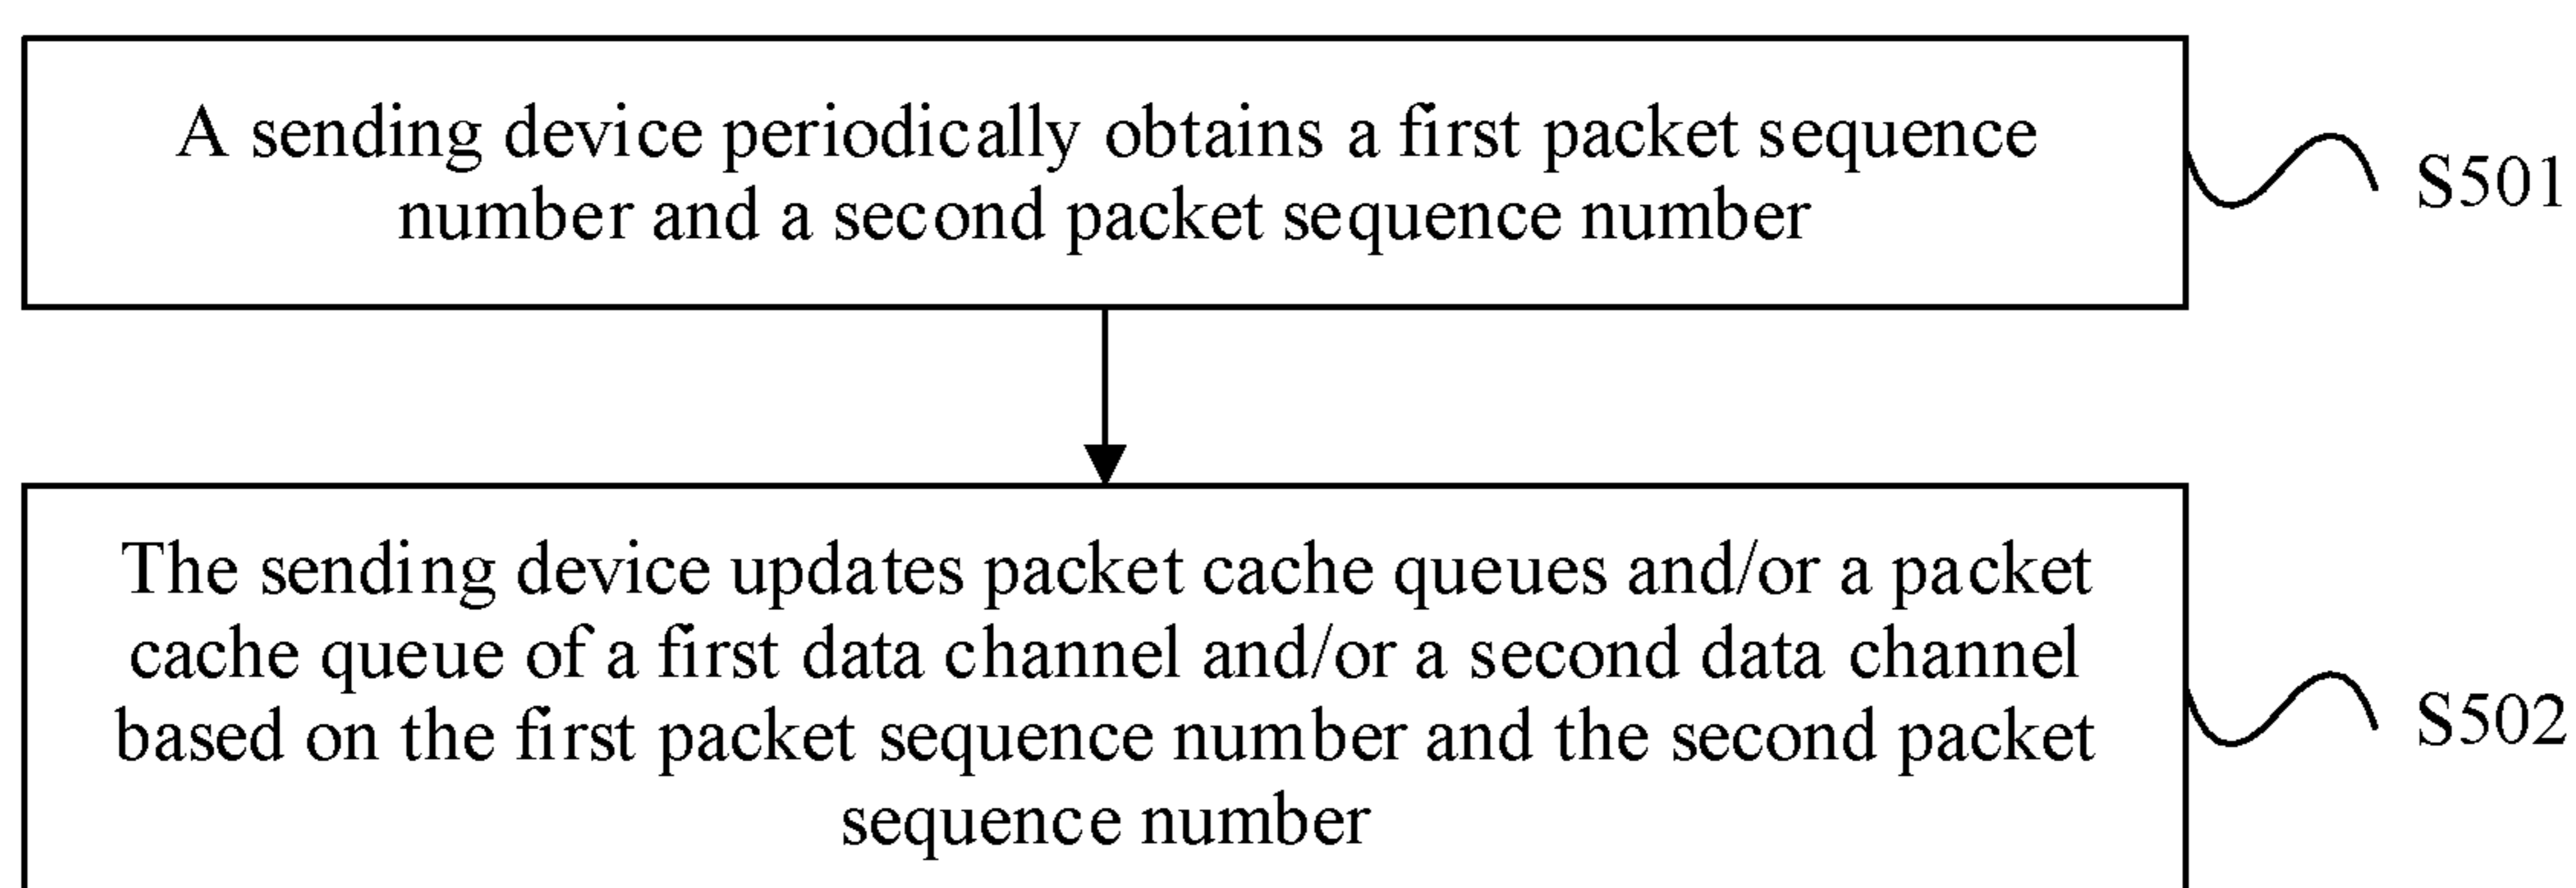 A sending device periodically obtains a first packet sequence
number and a second packet sequence number
S501
The sending device updates packet cache queues and/or a packet
cache queue of a first data channel and/or a second data channel
based on the first packet sequence number and the second packet
sequence number
S502